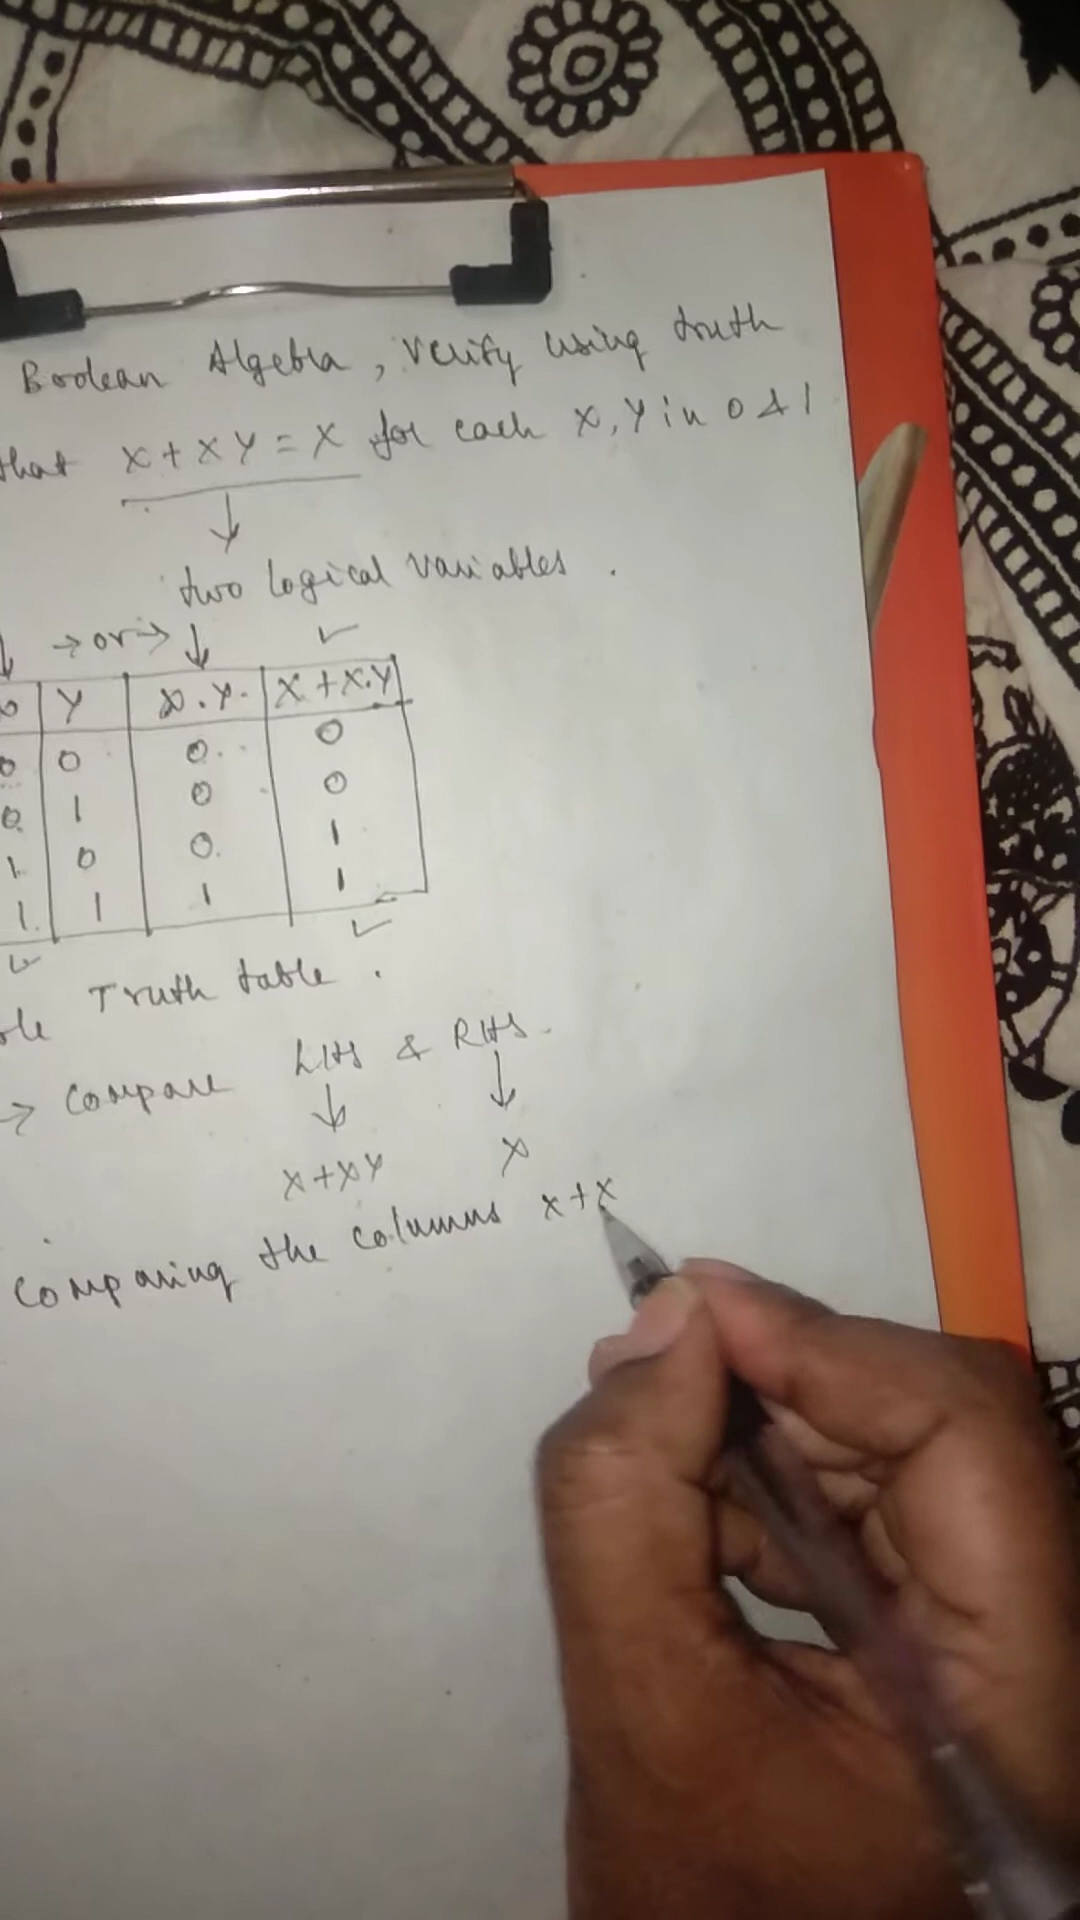 Boolean Algebra, Verify using truth
that X + X Y = X for each X, Y in 0 & 1
two logical variables.
→ or →
Y X.Y. X + X.Y
0 0 0. 0
0 1 0 0
1 0 0. 1
1 1 1 1
Truth table.
→ Compare LHS & RHS.
X+XY X
Comparing the columns X+X